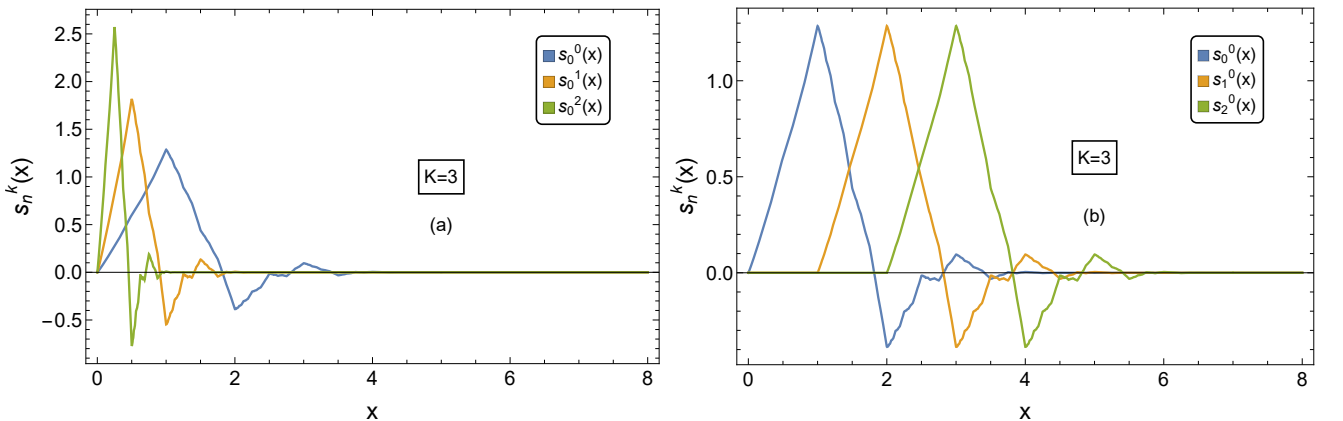 2.5
2.0
1.5
1.0
0.5
0.0
−0.5
s_n^k(x)
s_0^0(x)
s_0^1(x)
s_0^2(x)
K=3
(a)
0 2 4 6 8
x
1.0
0.5
0.0
s_n^k(x)
s_0^0(x)
s_1^0(x)
s_2^0(x)
K=3
(b)
0 2 4 6 8
x